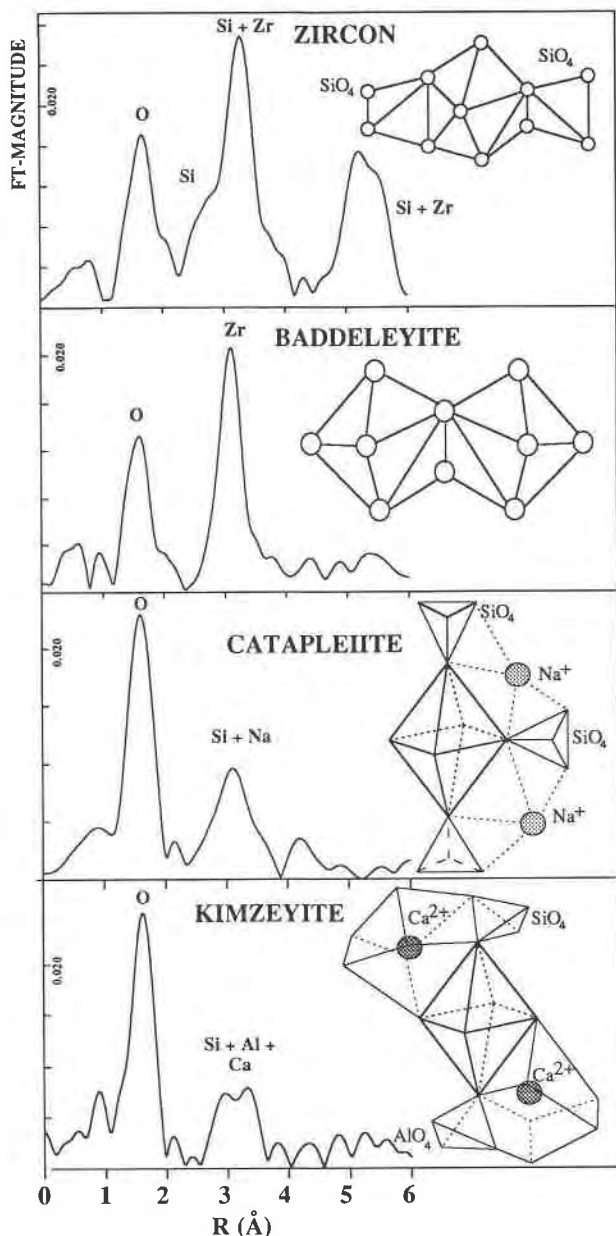 FT-MAGNITUDE
0.020
ZIRCON
O
Si
Si + Zr
Si + Zr
SiO4
SiO4
0.020
BADDELEYITE
O
Zr
0.020
CATAPLEIITE
O
Si + Na
SiO4
Na+
SiO4
Na+
0.020
KIMZEYITE
O
Si + Al +
Ca
Ca2+
SiO4
Ca2+
AlO4
0 1 2 3 4 5 6
R (Å)